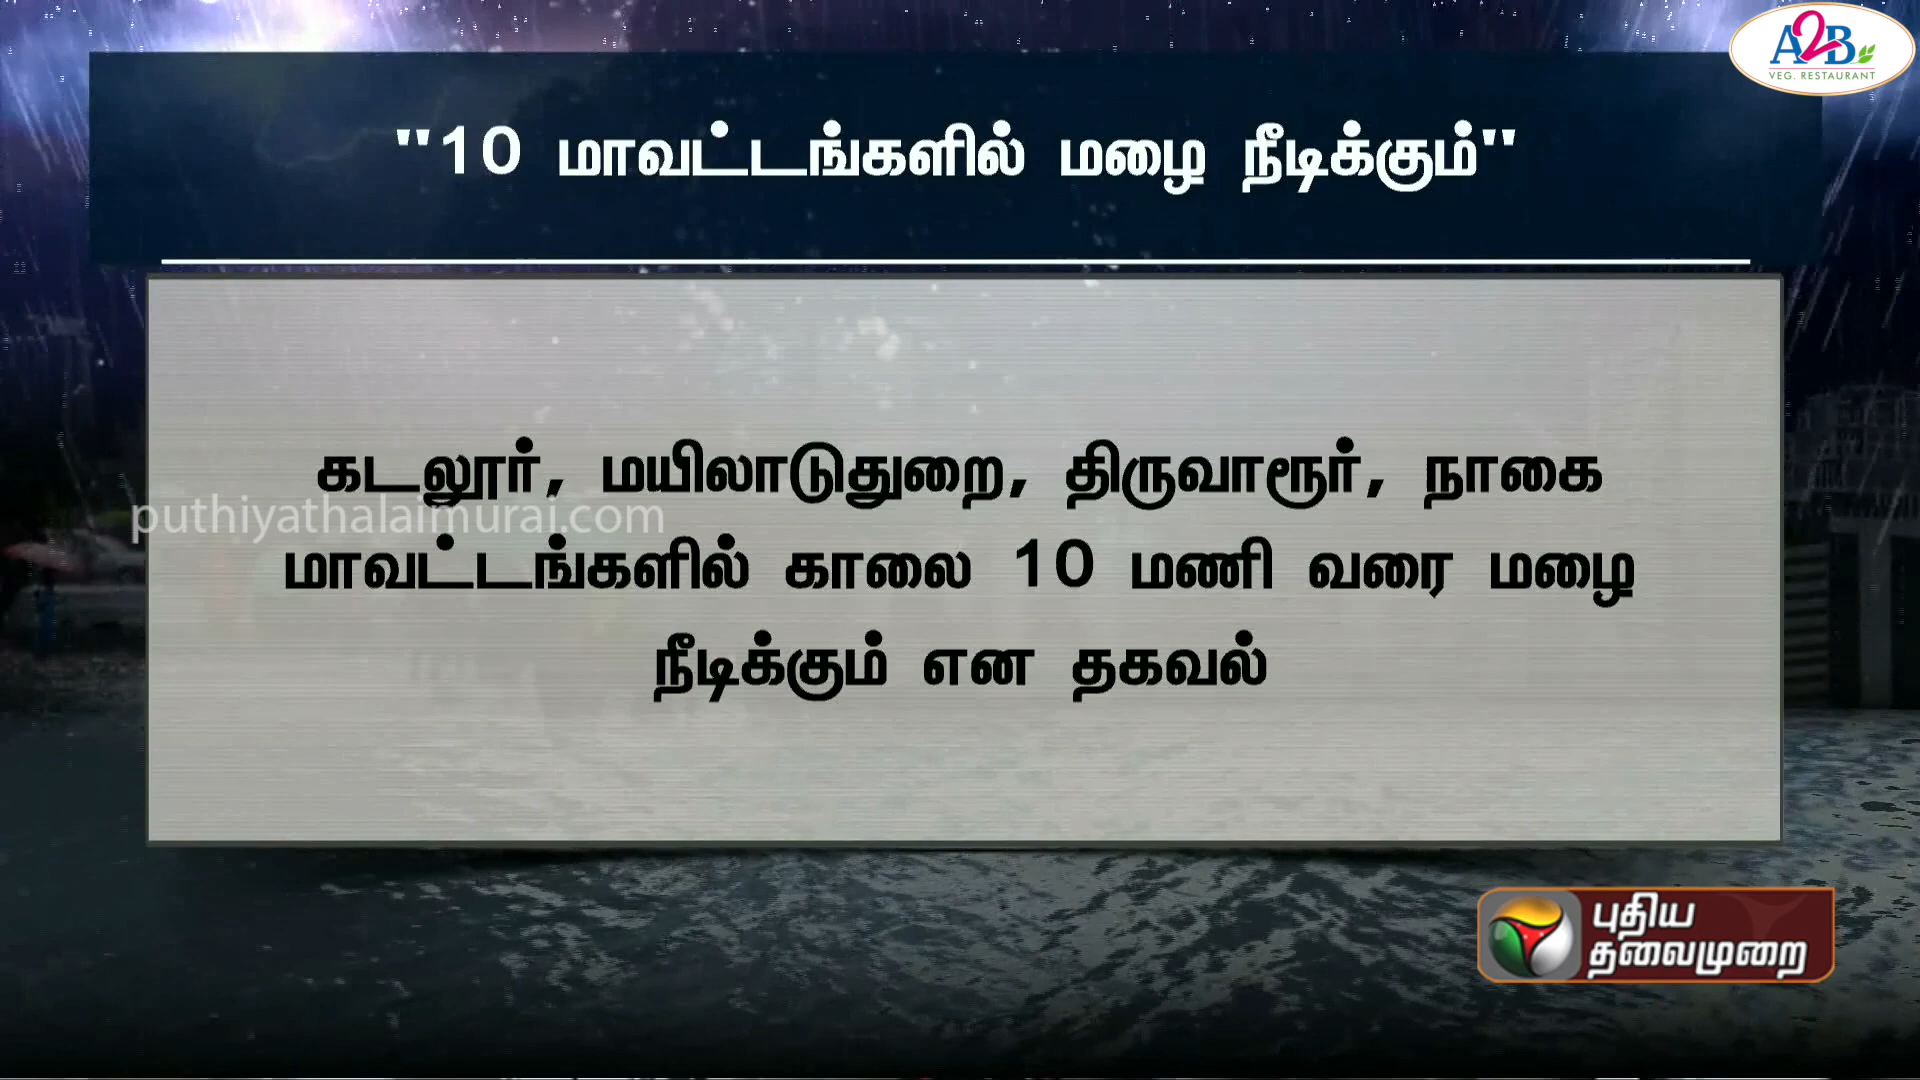 A2B
VEG. RESTAURANT
"10 மாவட்டங்களில் மழை நீடிக்கும்"
கடலூர், மயிலாடுதுறை, திருவாரூர், நாகை
puthiyathalaimurai.com
மாவட்டங்களில் காலை 10 மணி வரை மழை
நீடிக்கும் என தகவல்
புதிய
தலைமுறை